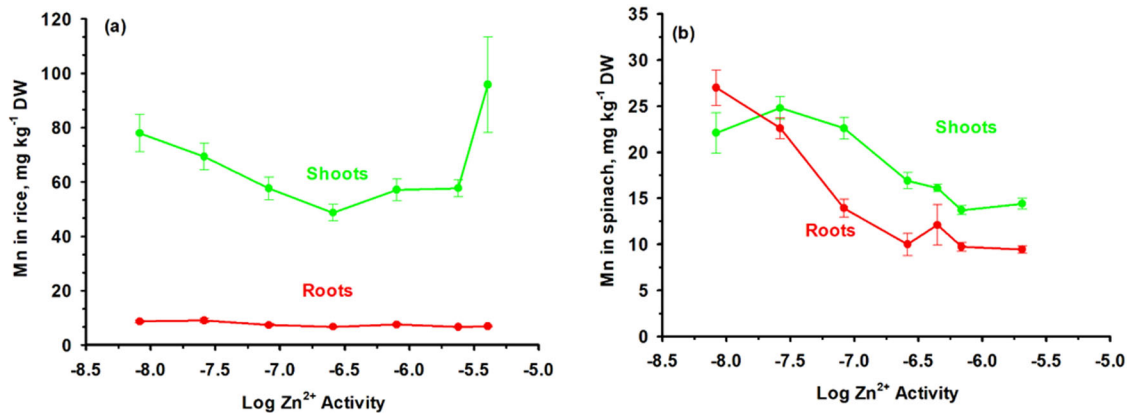 (a)
Mn in rice, mg kg⁻¹ DW
120
100
80
60
40
20
0
Shoots
Roots
-8.5 -8.0 -7.5 -7.0 -6.5 -6.0 -5.5 -5.0
Log Zn²⁺ Activity
(b)
Mn in spinach, mg kg⁻¹ DW
35
30
25
20
15
10
5
0
Shoots
Roots
-8.5 -8.0 -7.5 -7.0 -6.5 -6.0 -5.5 -5.0
Log Zn²⁺ Activity